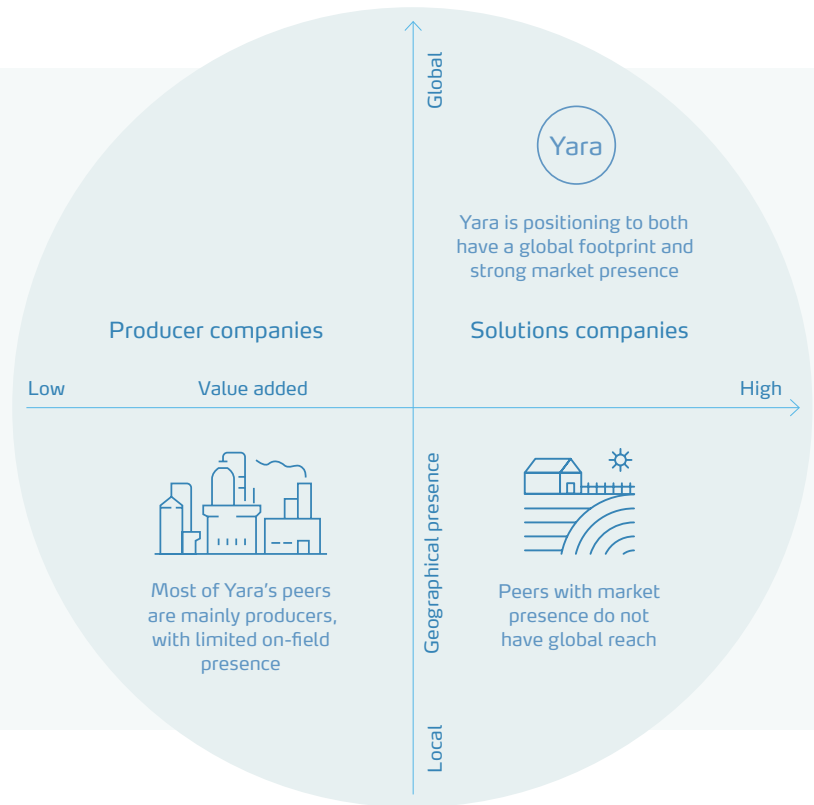 Global
Yara
Yara is positioning to both
have a global footprint and
strong market presence
Producer companies
Solutions companies
Low
Value added
High
Geographical presence
Most of Yara's peers
are mainly producers,
with limited on-field
presence
Peers with market
presence do not
have global reach
Local